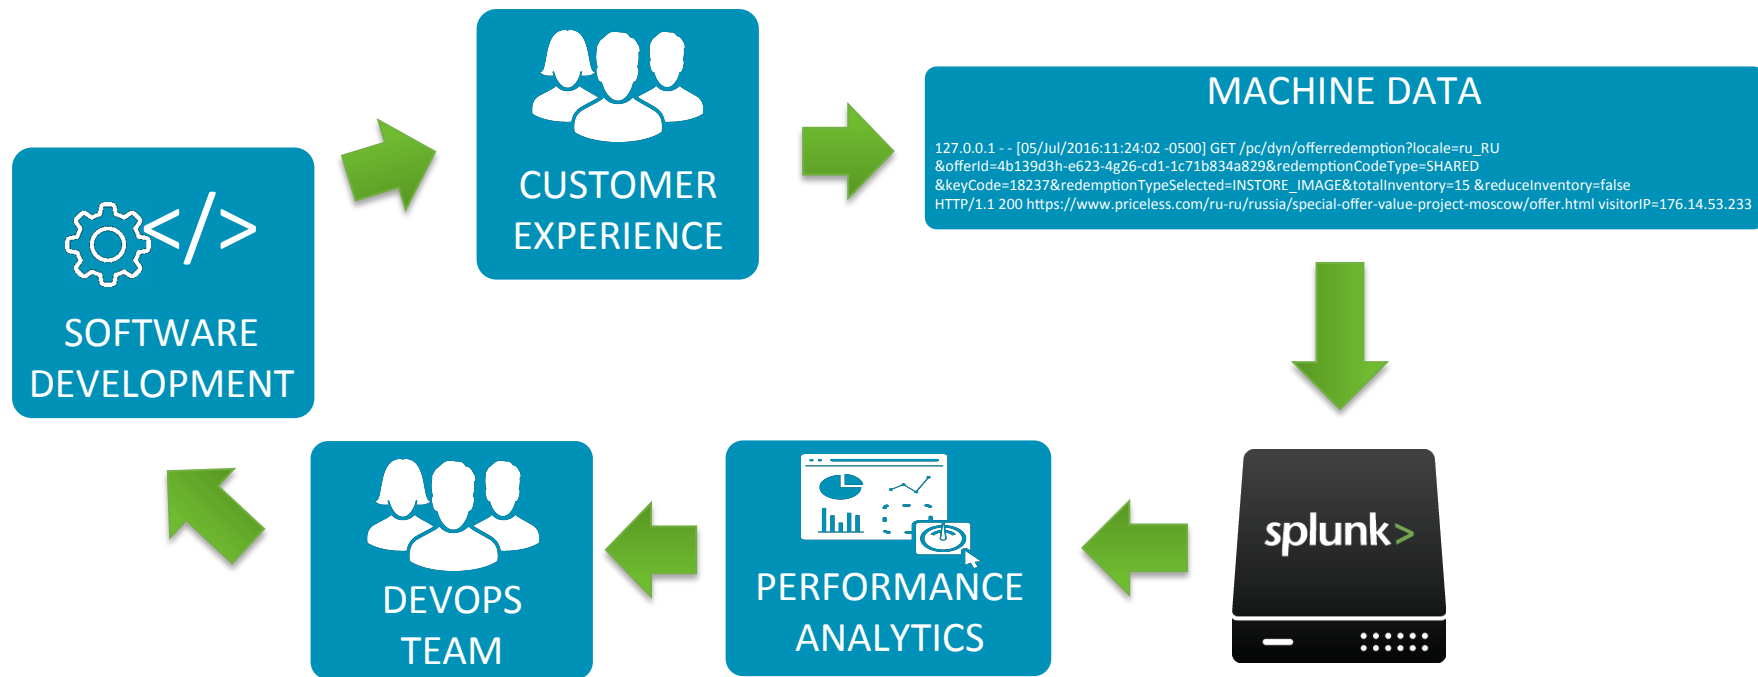 </>
SOFTWARE
DEVELOPMENT
CUSTOMER
EXPERIENCE
MACHINE DATA
127.0.0.1 - - [05/Jul/2016:11:24:02 -0500] GET /pc/dyn/offerredemption?locale=ru_RU
&offerId=4b139d3h-e623-4g26-cd1-1c71b834a829&redemptionCodeType=SHARED
&keyCode=18237&redemptionTypeSelected=INSTORE_IMAGE&totalInventory=15 &reduceInventory=false
HTTP/1.1 200 https://www.priceless.com/ru-ru/russia/special-offer-value-project-moscow/offer.html visitorIP=176.14.53.233
splunk>
PERFORMANCE
ANALYTICS
DEVOPS
TEAM